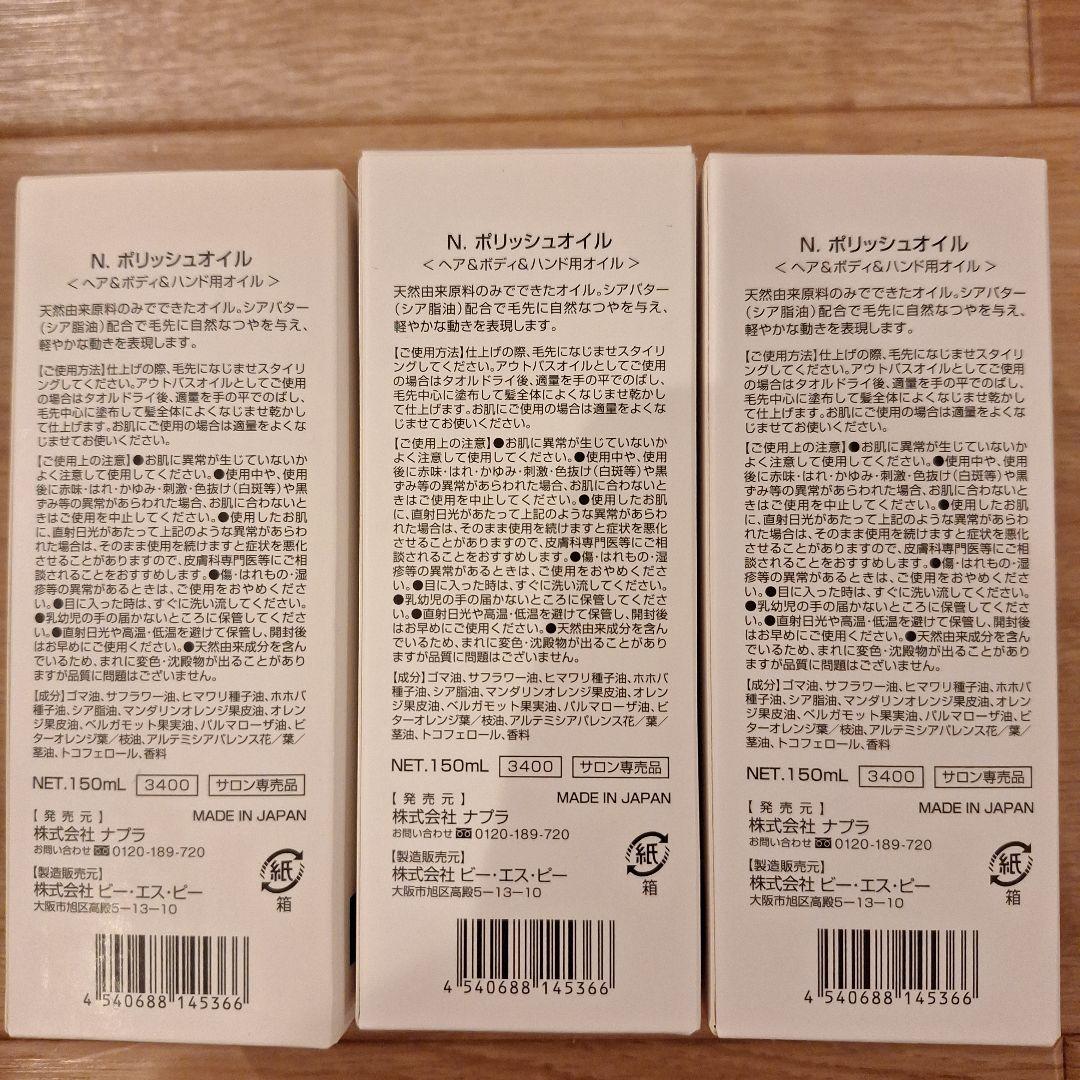 N. ポリッシュオイル
< ヘア&ボディ&ハンド用オイル >
天然由来原料のみでできたオイル。シアバター
(シア脂油)配合で毛先に自然なつやを与え、
軽やかな動きを表現します。
【ご使用方法】仕上げの際、毛先になじませスタイリ
ングしてください。アウトバスオイルとしてご使用
の場合はタオルドライ後、適量を手の平でのばし、
毛先中心に塗布して髪全体によくなじませ乾かし
て仕上げます。お肌にご使用の場合は適量をよくな
じませてお使いください。
【ご使用上の注意】●お肌に異常が生じていないか
よく注意して使用してください。●使用中や、使用
後に赤味・はれ・かゆみ・刺激・色抜け(白斑等)や黒
ずみ等の異常があらわれた場合、お肌に合わないと
きはご使用を中止してください。●使用したお肌
に、直射日光があたって上記のような異常があらわ
れた場合は、そのまま使用を続けますと症状を悪化
させることがありますので、皮膚科専門医等にご相
談されることをおすすめします。●傷・はれもの・湿
疹等の異常があるときは、ご使用をおやめくださ
い。●目に入った時は、すぐに洗い流してください。
●乳幼児の手の届かないところに保管してください。
●直射日光や高温・低温を避けて保管し、開封後
はお早めにご使用ください。●天然由来成分を含ん
でいるため、まれに変色・沈殿物が出ることがあり
ますが品質に問題はございません。
【成分】ゴマ油、サフラワー油、ヒマワリ種子油、ホホバ
種子油、シア脂油、マンダリンオレンジ果皮油、オレン
ジ果皮油、ベルガモット果実油、パルマローザ油、ビ
ターオレンジ葉/枝油、アルテミシアパレンス花/葉/
茎油、トコフェロール、香料
NET.150mL 3400 サロン専売品
【発売元】 MADE IN JAPAN
株式会社 ナプラ
お問い合わせ 0120-189-720
【製造販売元】
株式会社 ビー・エス・ピー
大阪市旭区高殿5-13-10
紙
箱
4 540688 145366
N. ポリッシュオイル
< ヘア&ボディ&ハンド用オイル >
天然由来原料のみでできたオイル。シアバター
(シア脂油)配合で毛先に自然なつやを与え、
軽やかな動きを表現します。
【ご使用方法】仕上げの際、毛先になじませスタイリ
ングしてください。アウトバスオイルとしてご使用
の場合はタオルドライ後、適量を手の平でのばし、
毛先中心に塗布して髪全体によくなじませ乾かし
て仕上げます。お肌にご使用の場合は適量をよくな
じませてお使いください。
【ご使用上の注意】●お肌に異常が生じていないか
よく注意して使用してください。●使用中や、使用
後に赤味・はれ・かゆみ・刺激・色抜け(白斑等)や黒
ずみ等の異常があらわれた場合、お肌に合わないと
きはご使用を中止してください。●使用したお肌
に、直射日光があたって上記のような異常があらわ
れた場合は、そのまま使用を続けますと症状を悪化
させることがありますので、皮膚科専門医等にご相
談されることをおすすめします。●傷・はれもの・湿
疹等の異常があるときは、ご使用をおやめくださ
い。●目に入った時は、すぐに洗い流してください。
●乳幼児の手の届かないところに保管してください。
●直射日光や高温・低温を避けて保管し、開封後
はお早めにご使用ください。●天然由来成分を含ん
でいるため、まれに変色・沈殿物が出ることがあり
ますが品質に問題はございません。
【成分】ゴマ油、サフラワー油、ヒマワリ種子油、ホホバ
種子油、シア脂油、マンダリンオレンジ果皮油、オレン
ジ果皮油、ベルガモット果実油、パルマローザ油、ビ
ターオレンジ葉/枝油、アルテミシアパレンス花/葉/
茎油、トコフェロール、香料
NET.150mL 3400 サロン専売品
【発売元】 MADE IN JAPAN
株式会社 ナプラ
お問い合わせ 0120-189-720
【製造販売元】
株式会社 ビー・エス・ピー
大阪市旭区高殿5-13-10
紙
箱
4 540688 145366
N. ポリッシュオイル
< ヘア&ボディ&ハンド用オイル >
天然由来原料のみでできたオイル。シアバター
(シア脂油)配合で毛先に自然なつやを与え、
軽やかな動きを表現します。
【ご使用方法】仕上げの際、毛先になじませスタイリ
ングしてください。アウトバスオイルとしてご使用
の場合はタオルドライ後、適量を手の平でのばし、
毛先中心に塗布して髪全体によくなじませ乾かし
て仕上げます。お肌にご使用の場合は適量をよくな
じませてお使いください。
【ご使用上の注意】●お肌に異常が生じていないか
よく注意して使用してください。●使用中や、使用
後に赤味・はれ・かゆみ・刺激・色抜け(白斑等)や黒
ずみ等の異常があらわれた場合、お肌に合わないと
きはご使用を中止してください。●使用したお肌
に、直射日光があたって上記のような異常があらわ
れた場合は、そのまま使用を続けますと症状を悪化
させることがありますので、皮膚科専門医等にご相
談されることをおすすめします。●傷・はれもの・湿
疹等の異常があるときは、ご使用をおやめくださ
い。●目に入った時は、すぐに洗い流してください。
●乳幼児の手の届かないところに保管してください。
●直射日光や高温・低温を避けて保管し、開封後
はお早めにご使用ください。●天然由来成分を含ん
でいるため、まれに変色・沈殿物が出ることがあり
ますが品質に問題はございません。
【成分】ゴマ油、サフラワー油、ヒマワリ種子油、ホホバ
種子油、シア脂油、マンダリンオレンジ果皮油、オレン
ジ果皮油、ベルガモット果実油、パルマローザ油、ビ
ターオレンジ葉/枝油、アルテミシアパレンス花/葉/
茎油、トコフェロール、香料
NET.150mL 3400 サロン専売品
【発売元】 MADE IN JAPAN
株式会社 ナプラ
お問い合わせ 0120-189-720
【製造販売元】
株式会社 ビー・エス・ピー
大阪市旭区高殿5-13-10
紙
箱
4 540688 145366